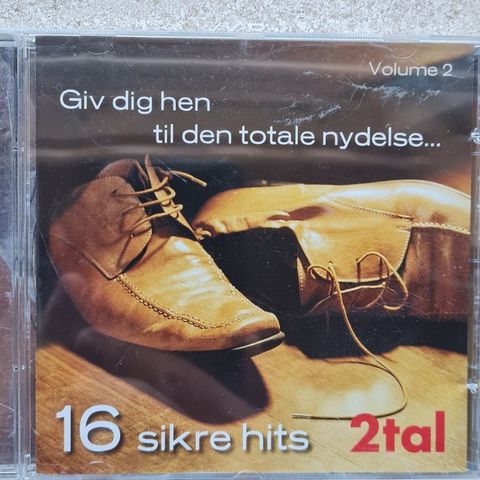 Volume 2
Giv dig hen
til den totale nydelse...
16 sikre hits 2tal